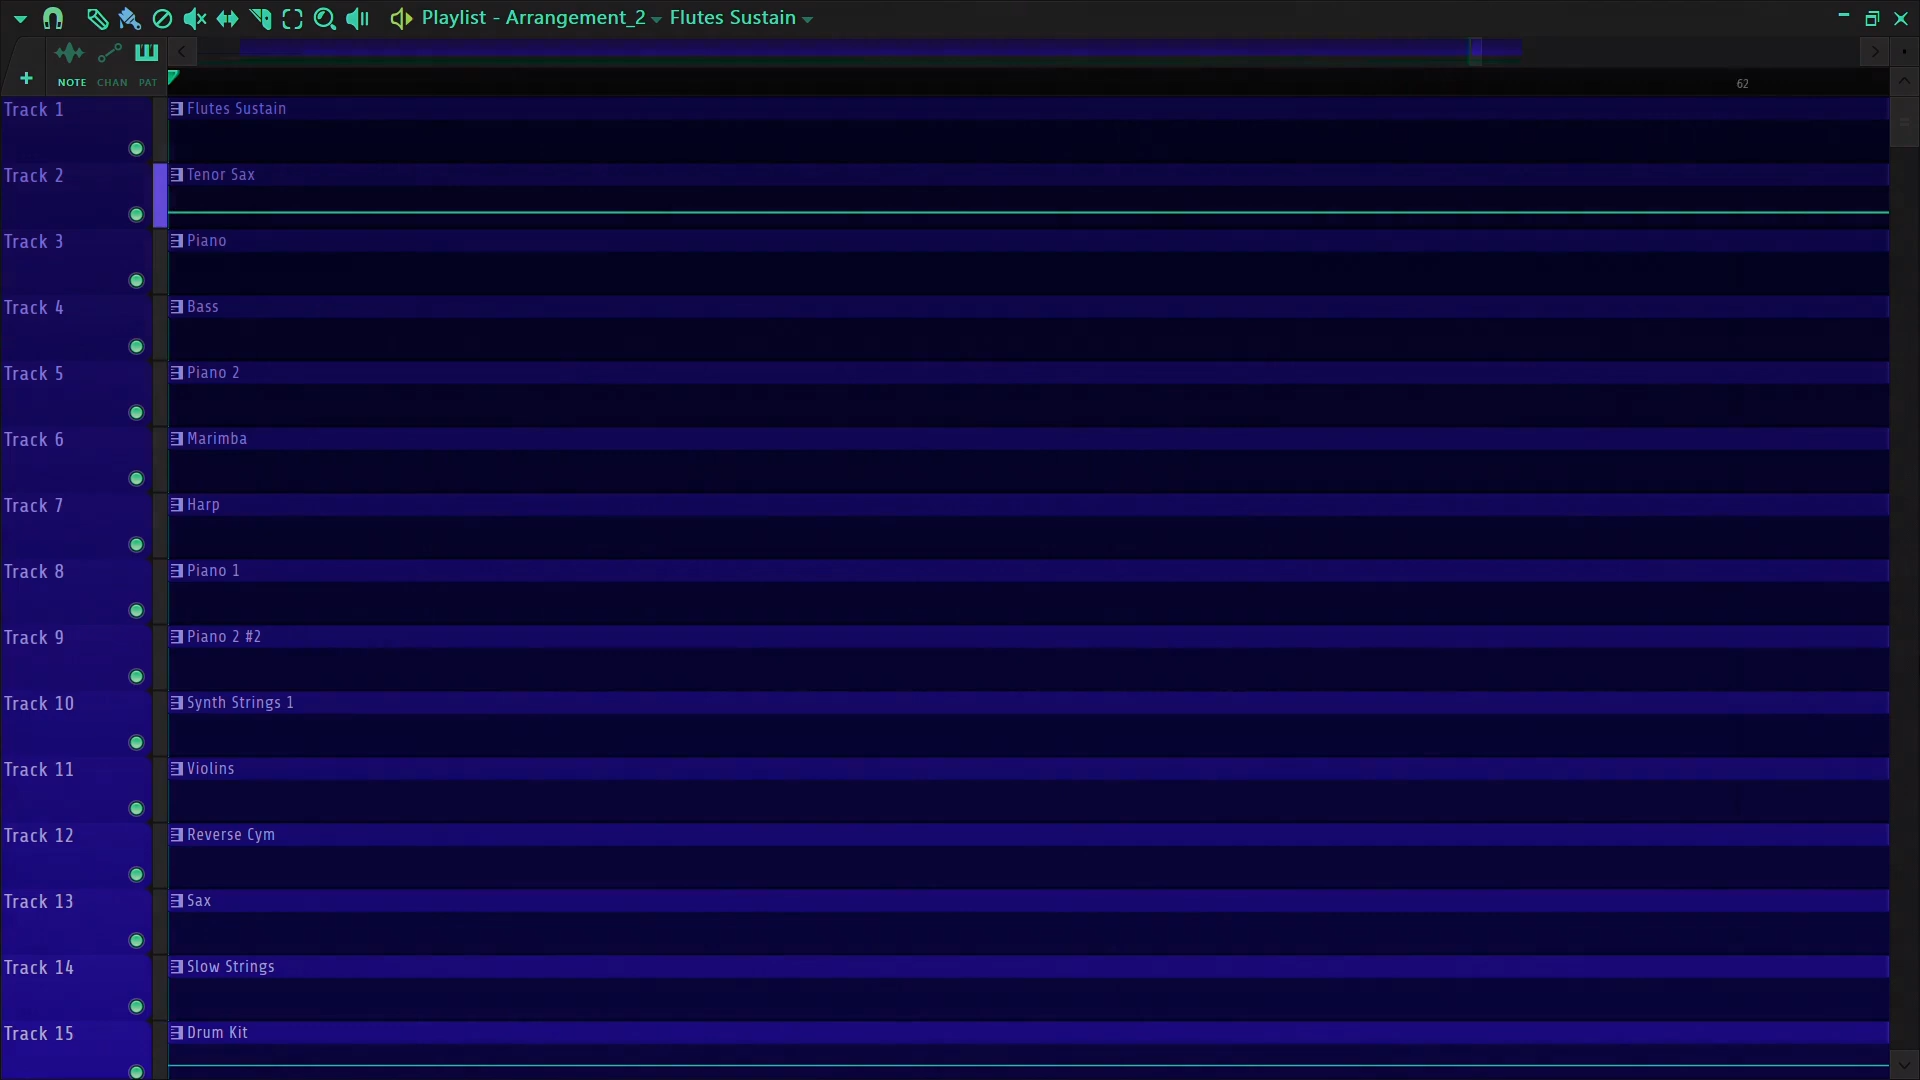 Playlist - Arrangement_2 Flutes Sustain
NOTE CHAN PAT
62
Track 1 Flutes Sustain
Track 2 Tenor Sax
Track 3 Piano
Track 4 Bass
Track 5 Piano 2
Track 6 Marimba
Track 7 Harp
Track 8 Piano 1
Track 9 Piano 2 #2
Track 10 Synth Strings 1
Track 11 Violins
Track 12 Reverse Cym
Track 13 Sax
Track 14 Slow Strings
Track 15 Drum Kit